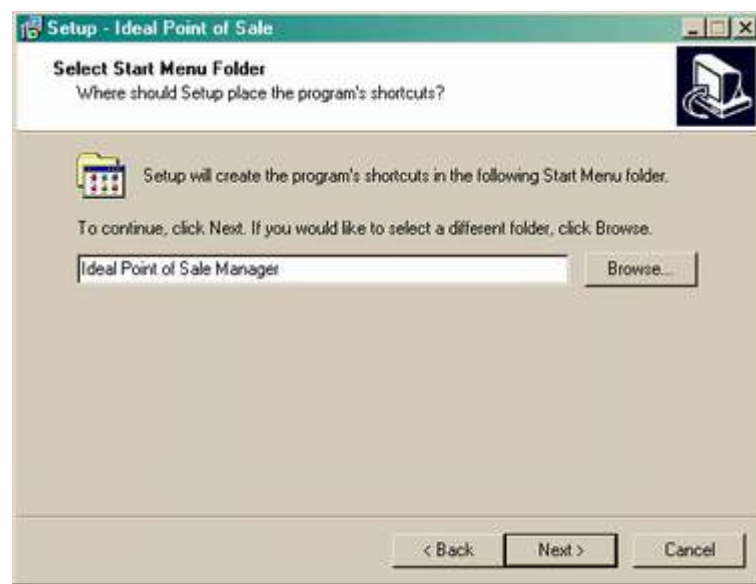 Setup - Ideal Point of Sale
Select Start Menu Folder
Where should Setup place the program's shortcuts?
Setup will create the program's shortcuts in the following Start Menu folder.
To continue, click Next. If you would like to select a different folder, click Browse.
Ideal Point of Sale Manager
Browse...
< Back
Next >
Cancel